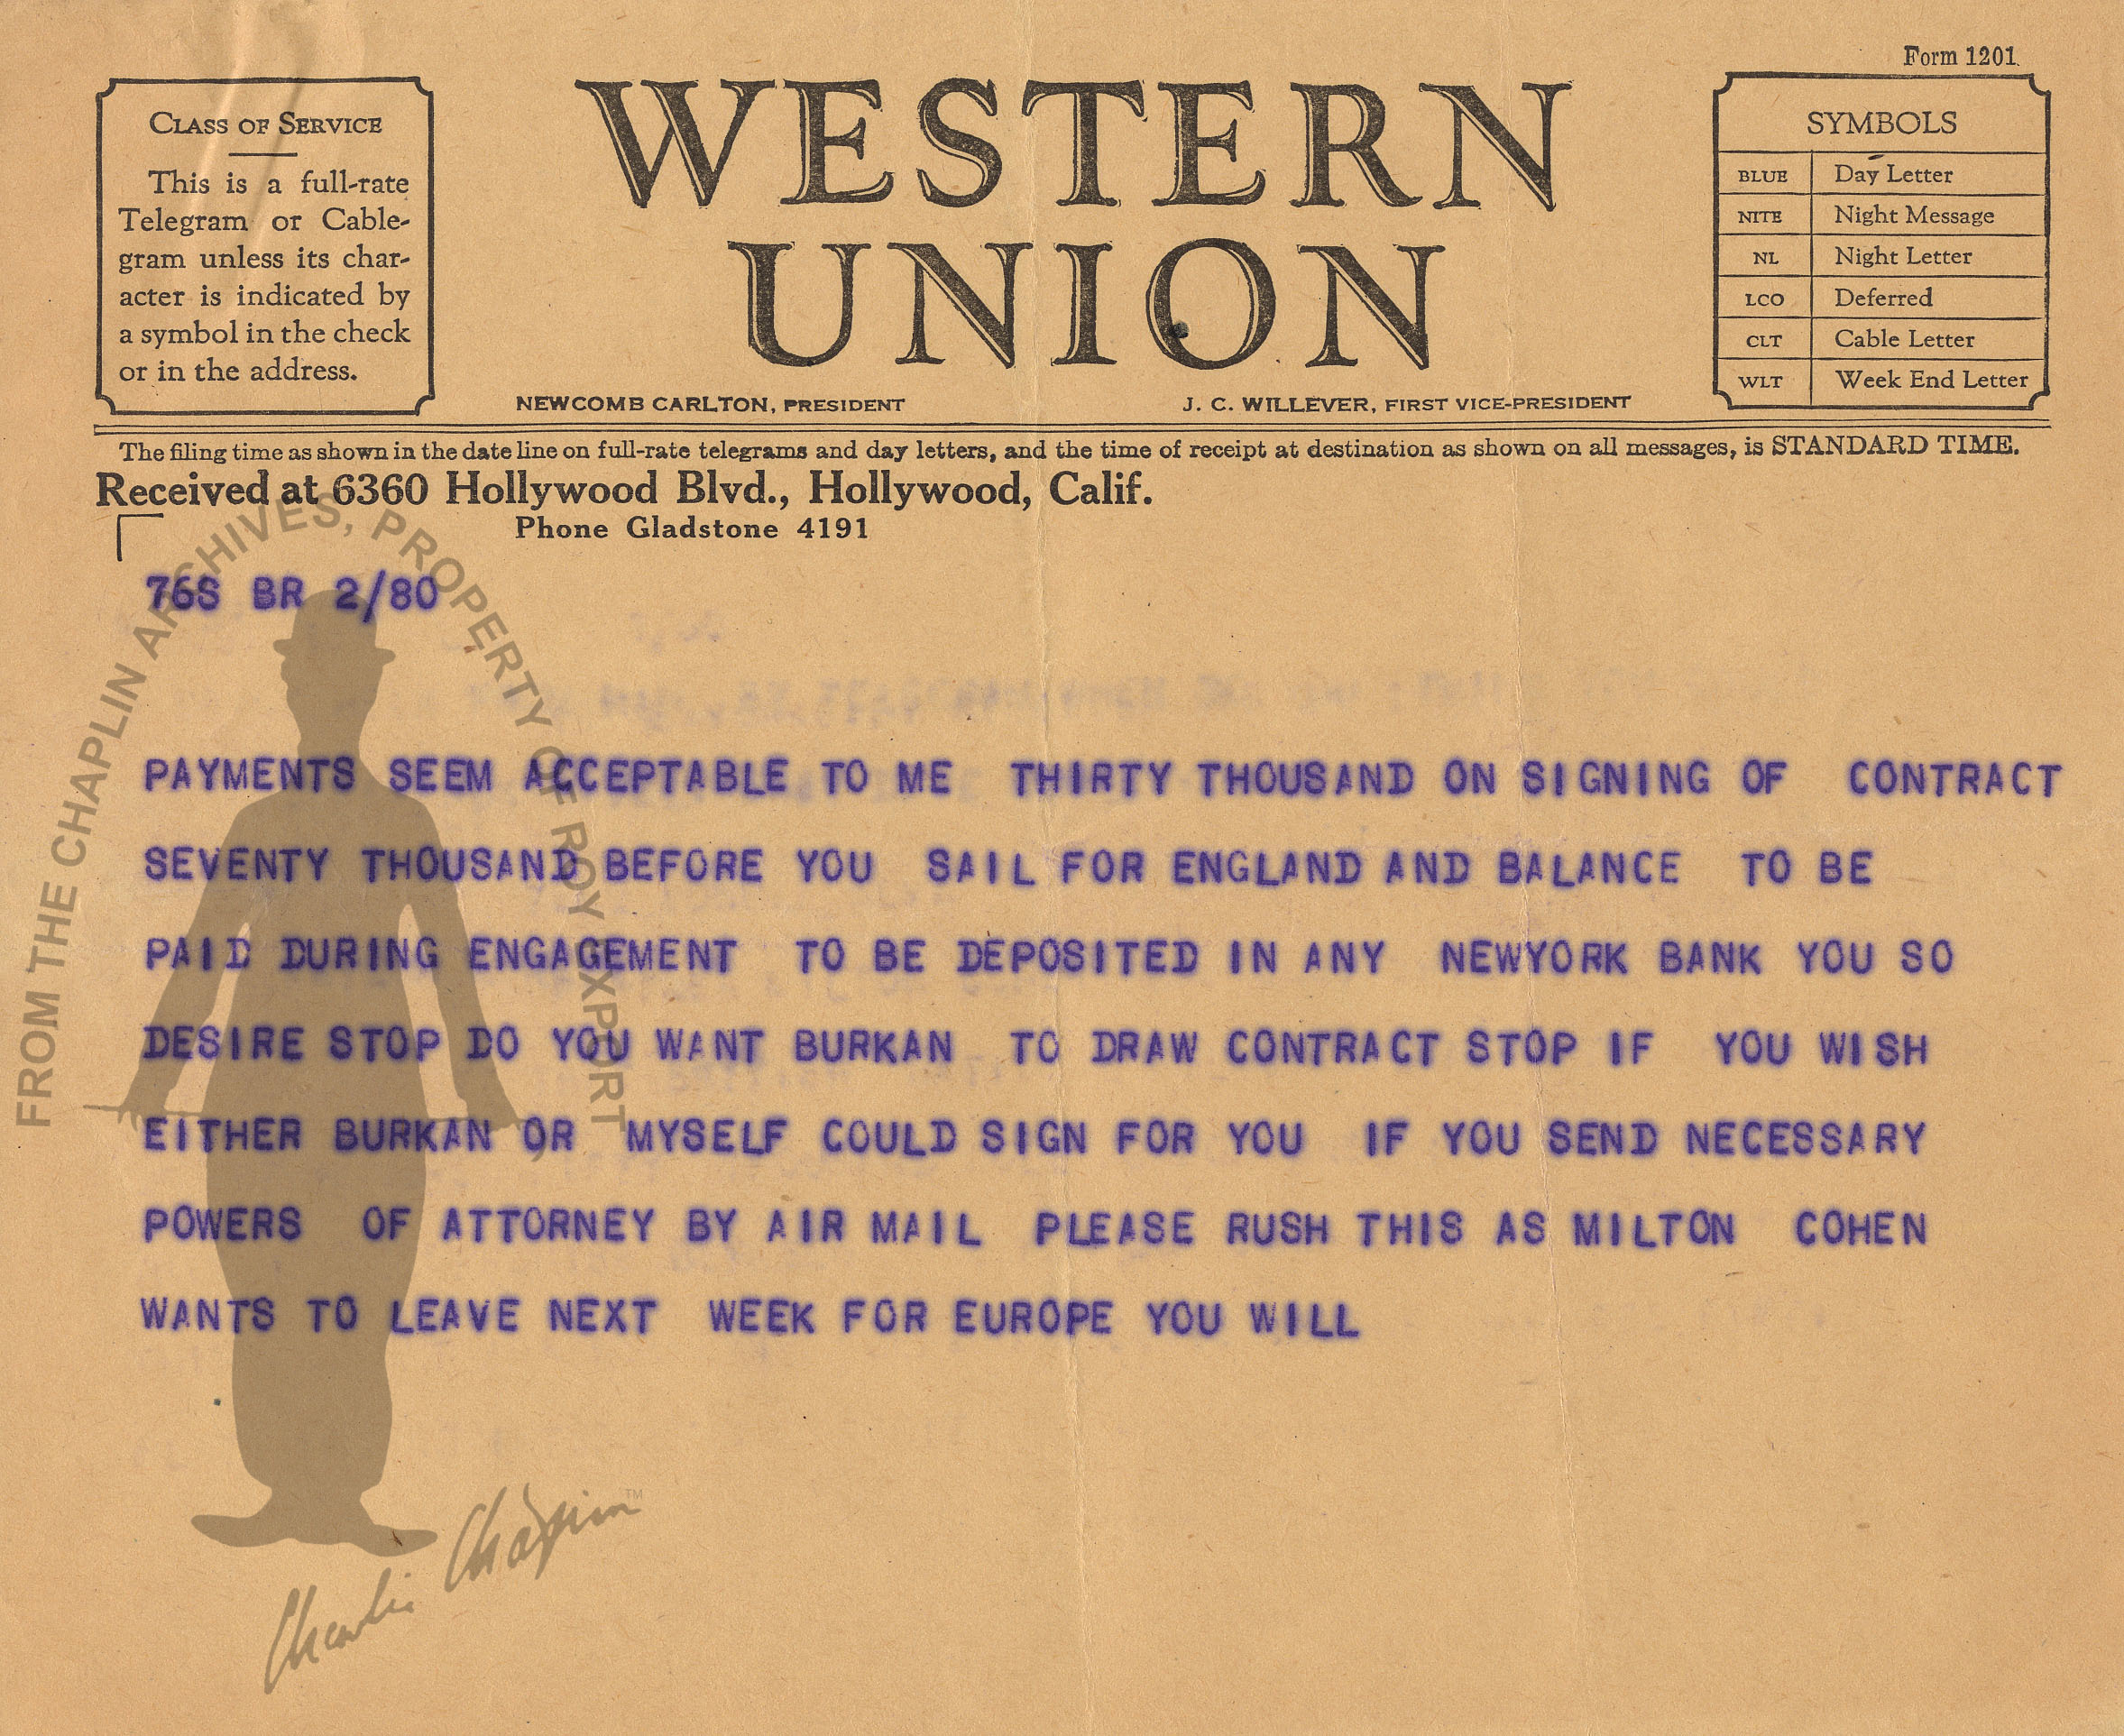 Form 1201
CLASS OF SERVICE
This is a full-rate
Telegram or Cable-
gram unless its char-
acter is indicated by
a symbol in the check
or in the address.
WESTERN
UNION
NEWCOMB CARLTON, PRESIDENT
J. C. WILLEVER, FIRST VICE-PRESIDENT
SYMBOLS
BLUE Day Letter
NITE Night Message
NL Night Letter
LCO Deferred
CLT Cable Letter
WLT Week End Letter
The filing time as shown in the date line on full-rate telegrams and day letters, and the time of receipt at destination as shown on all messages, is STANDARD TIME.
Received at 6360 Hollywood Blvd., Hollywood, Calif.
Phone Gladstone 4191
76S BR 2/80
PAYMENTS SEEM ACCEPTABLE TO ME THIRTY THOUSAND ON SIGNING OF CONTRACT
SEVENTY THOUSAND BEFORE YOU SAIL FOR ENGLAND AND BALANCE TO BE
PAID DURING ENGAGEMENT TO BE DEPOSITED IN ANY NEWYORK BANK YOU SO
DESIRE STOP DO YOU WANT BURKAN TO DRAW CONTRACT STOP IF YOU WISH
EITHER BURKAN OR MYSELF COULD SIGN FOR YOU IF YOU SEND NECESSARY
POWERS OF ATTORNEY BY AIR MAIL PLEASE RUSH THIS AS MILTON COHEN
WANTS TO LEAVE NEXT WEEK FOR EUROPE YOU WILL
FROM THE CHAPLIN ARCHIVES, PROPERTY OF ROY EXPORT
Charlie Chaplin™